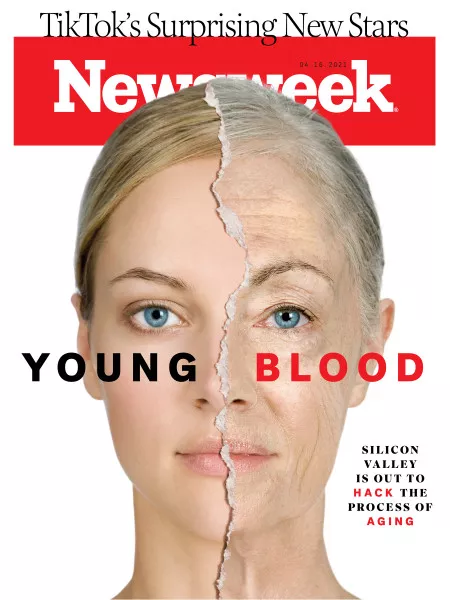 TikTok's Surprising New Stars
Newsweek
04.16.2021
YOUNG BLOOD
SILICON
VALLEY
IS OUT TO
HACK THE
PROCESS OF
AGING